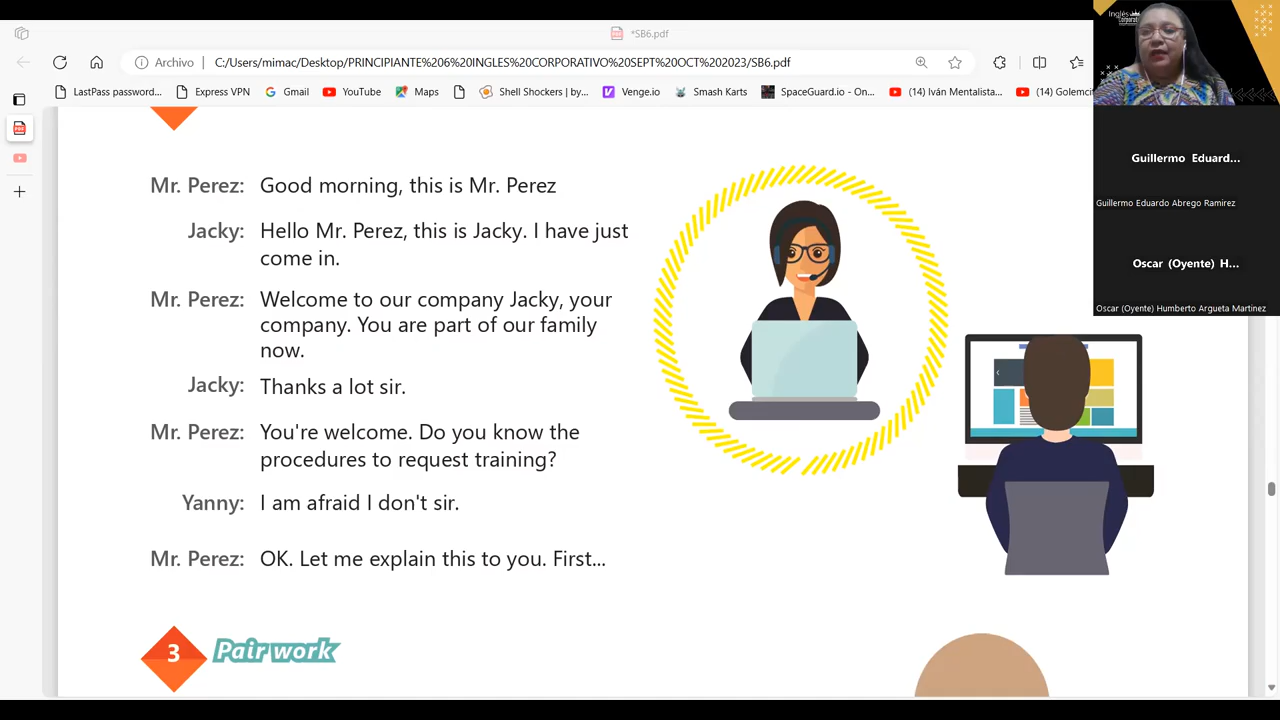 *SB6.pdf
Archivo
C:/Users/mimac/Desktop/PRINCIPIANTE%206%20INGLES%20CORPORATIVO%20SEPT%20OCT%202023/SB6.pdf
LastPass password...
Express VPN
Gmail
YouTube
Maps
Shell Shockers | by...
Venge.io
Smash Karts
SpaceGuard.io - On...
(14) Iván Mentalista...
(14) Golemcit
Inglés
Corporativo
Guillermo Eduard...
Guillermo Eduardo Abrego Ramirez
Oscar (Oyente) H...
Oscar (Oyente) Humberto Argueta Martinez
Mr. Perez: Good morning, this is Mr. Perez
Jacky: Hello Mr. Perez, this is Jacky. I have just
come in.
Mr. Perez: Welcome to our company Jacky, your
company. You are part of our family
now.
Jacky: Thanks a lot sir.
Mr. Perez: You're welcome. Do you know the
procedures to request training?
Yanny: I am afraid I don't sir.
Mr. Perez: OK. Let me explain this to you. First...
3 Pair work